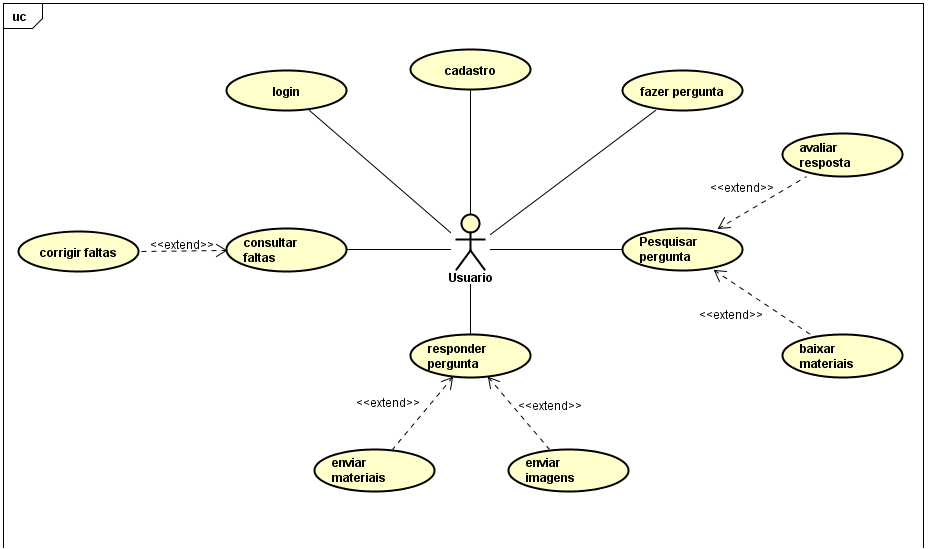 uc
cadastro
login
fazer pergunta
avaliar
resposta
<<extend>>
corrigir faltas
<<extend>>
consultar
faltas
Pesquisar
pergunta
Usuario
<<extend>>
responder
pergunta
baixar
materiais
<<extend>>
<<extend>>
enviar
materiais
enviar
imagens